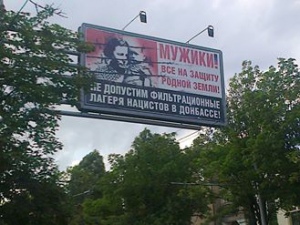 МУЖИКИ!
ВСЕ НА ЗАЩИТУ
РОДНОЙ ЗЕМЛИ!
НЕ ДОПУСТИМ ФИЛЬТРАЦИОННЫЕ
ЛАГЕРЯ НАЦИСТОВ В ДОНБАССЕ!